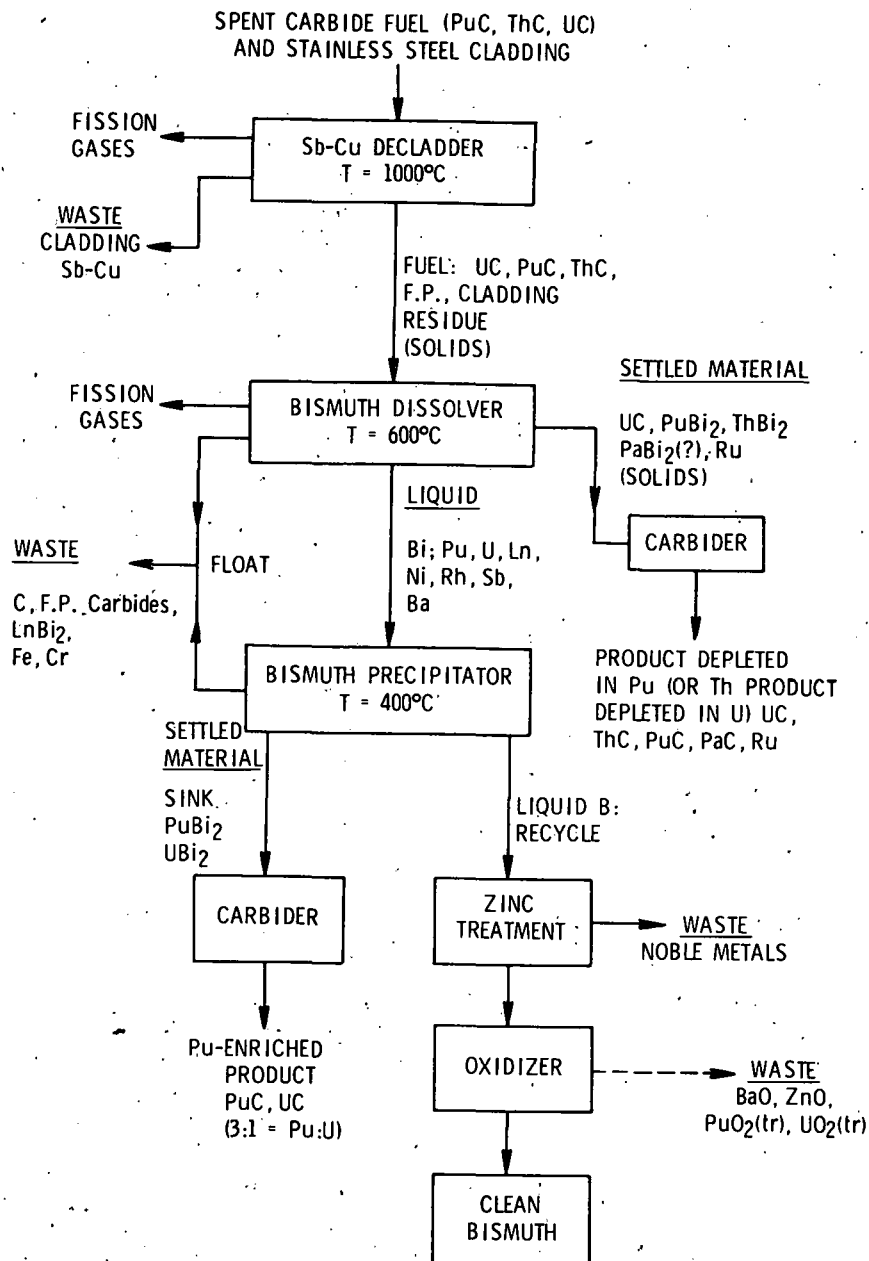 SPENT CARBIDE FUEL (PuC, ThC, UC)
AND STAINLESS STEEL CLADDING
FISSION
GASES
Sb-Cu DECLADDER
T = 1000°C
WASTE
CLADDING
Sb-Cu
FUEL: UC, PuC, ThC,
F.P., CLADDING
RESIDUE
(SOLIDS)
SETTLED MATERIAL
UC, PuBi2, ThBi2
PaBi2(?), Ru
(SOLIDS)
FISSION
GASES
BISMUTH DISSOLVER
T = 600°C
LIQUID
Bi; Pu, U, Ln,
Ni, Rh, Sb,
Ba
CARBIDER
WASTE
FLOAT
C, F.P. Carbides,
LnBi2,
Fe, Cr
PRODUCT DEPLETED
IN Pu (OR Th PRODUCT
DEPLETED IN U) UC,
ThC, PuC, PaC, Ru
BISMUTH PRECIPITATOR
T = 400°C
SETTLED
MATERIAL
SINK
PuBi2
UBi2
LIQUID B:
RECYCLE
CARBIDER
ZINC
TREATMENT
WASTE
NOBLE METALS
Pu-ENRICHED
PRODUCT
PuC, UC
(3:1 = Pu:U)
OXIDIZER
WASTE
BaO, ZnO,
PuO2(tr), UO2(tr)
CLEAN
BISMUTH